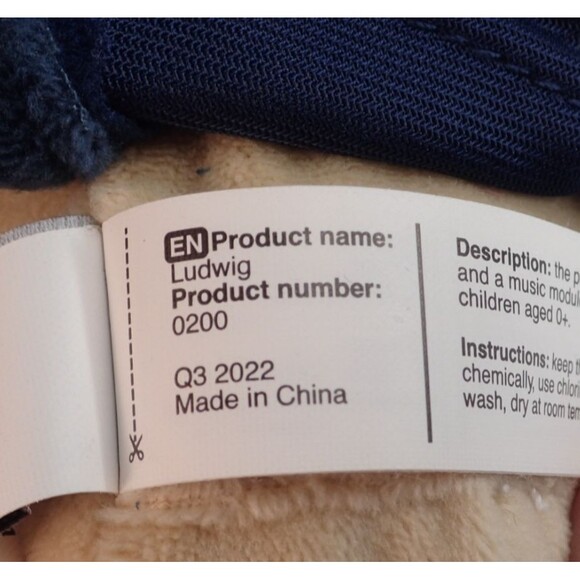 EN Product name:
Ludwig
Product number:
0200
Q3 2022
Made in China
Description: the
and a music
children aged 0+.
Instructions: keep
chemically, use
wash, dry at room